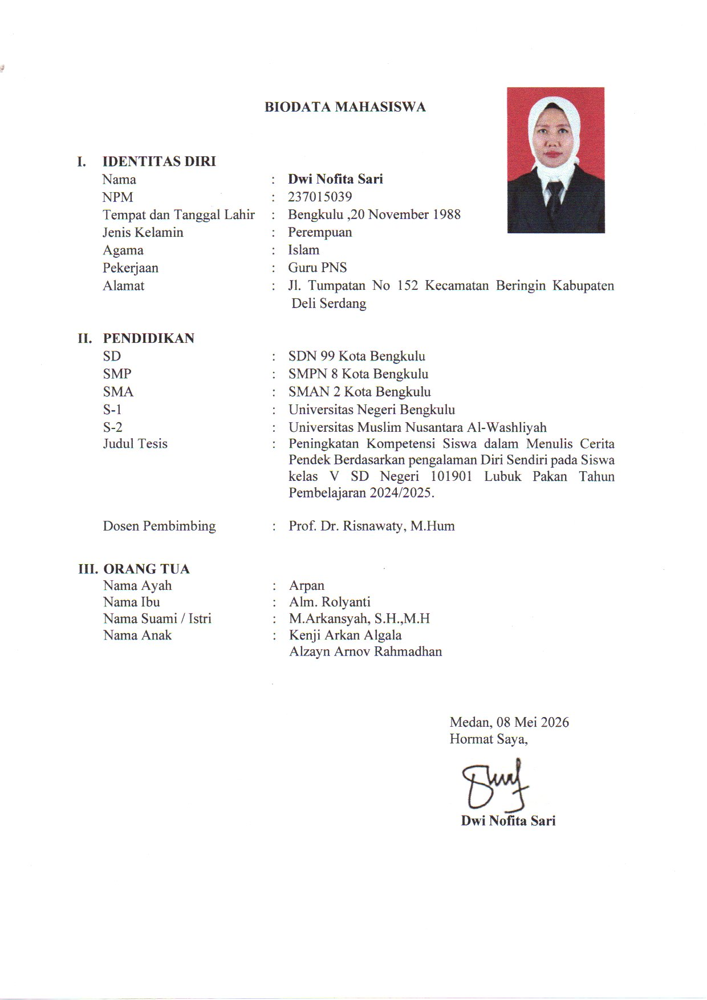 BIODATA MAHASISWA
I. IDENTITAS DIRI
Nama : Dwi Nofita Sari
NPM : 237015039
Tempat dan Tanggal Lahir : Bengkulu ,20 November 1988
Jenis Kelamin : Perempuan
Agama : Islam
Pekerjaan : Guru PNS
Alamat : Jl. Tumpatan No 152 Kecamatan Beringin Kabupaten
Deli Serdang
II. PENDIDIKAN
SD : SDN 99 Kota Bengkulu
SMP : SMPN 8 Kota Bengkulu
SMA : SMAN 2 Kota Bengkulu
S-1 : Universitas Negeri Bengkulu
S-2 : Universitas Muslim Nusantara Al-Washliyah
Judul Tesis : Peningkatan Kompetensi Siswa dalam Menulis Cerita
Pendek Berdasarkan pengalaman Diri Sendiri pada Siswa
kelas V SD Negeri 101901 Lubuk Pakan Tahun
Pembelajaran 2024/2025.
Dosen Pembimbing : Prof. Dr. Risnawaty, M.Hum
III. ORANG TUA
Nama Ayah : Arpan
Nama Ibu : Alm. Rolyanti
Nama Suami / Istri : M.Arkansyah, S.H.,M.H
Nama Anak : Kenji Arkan Algala
Alzayn Arnov Rahmadhan
Medan, 08 Mei 2026
Hormat Saya,
Dwi Nofita Sari